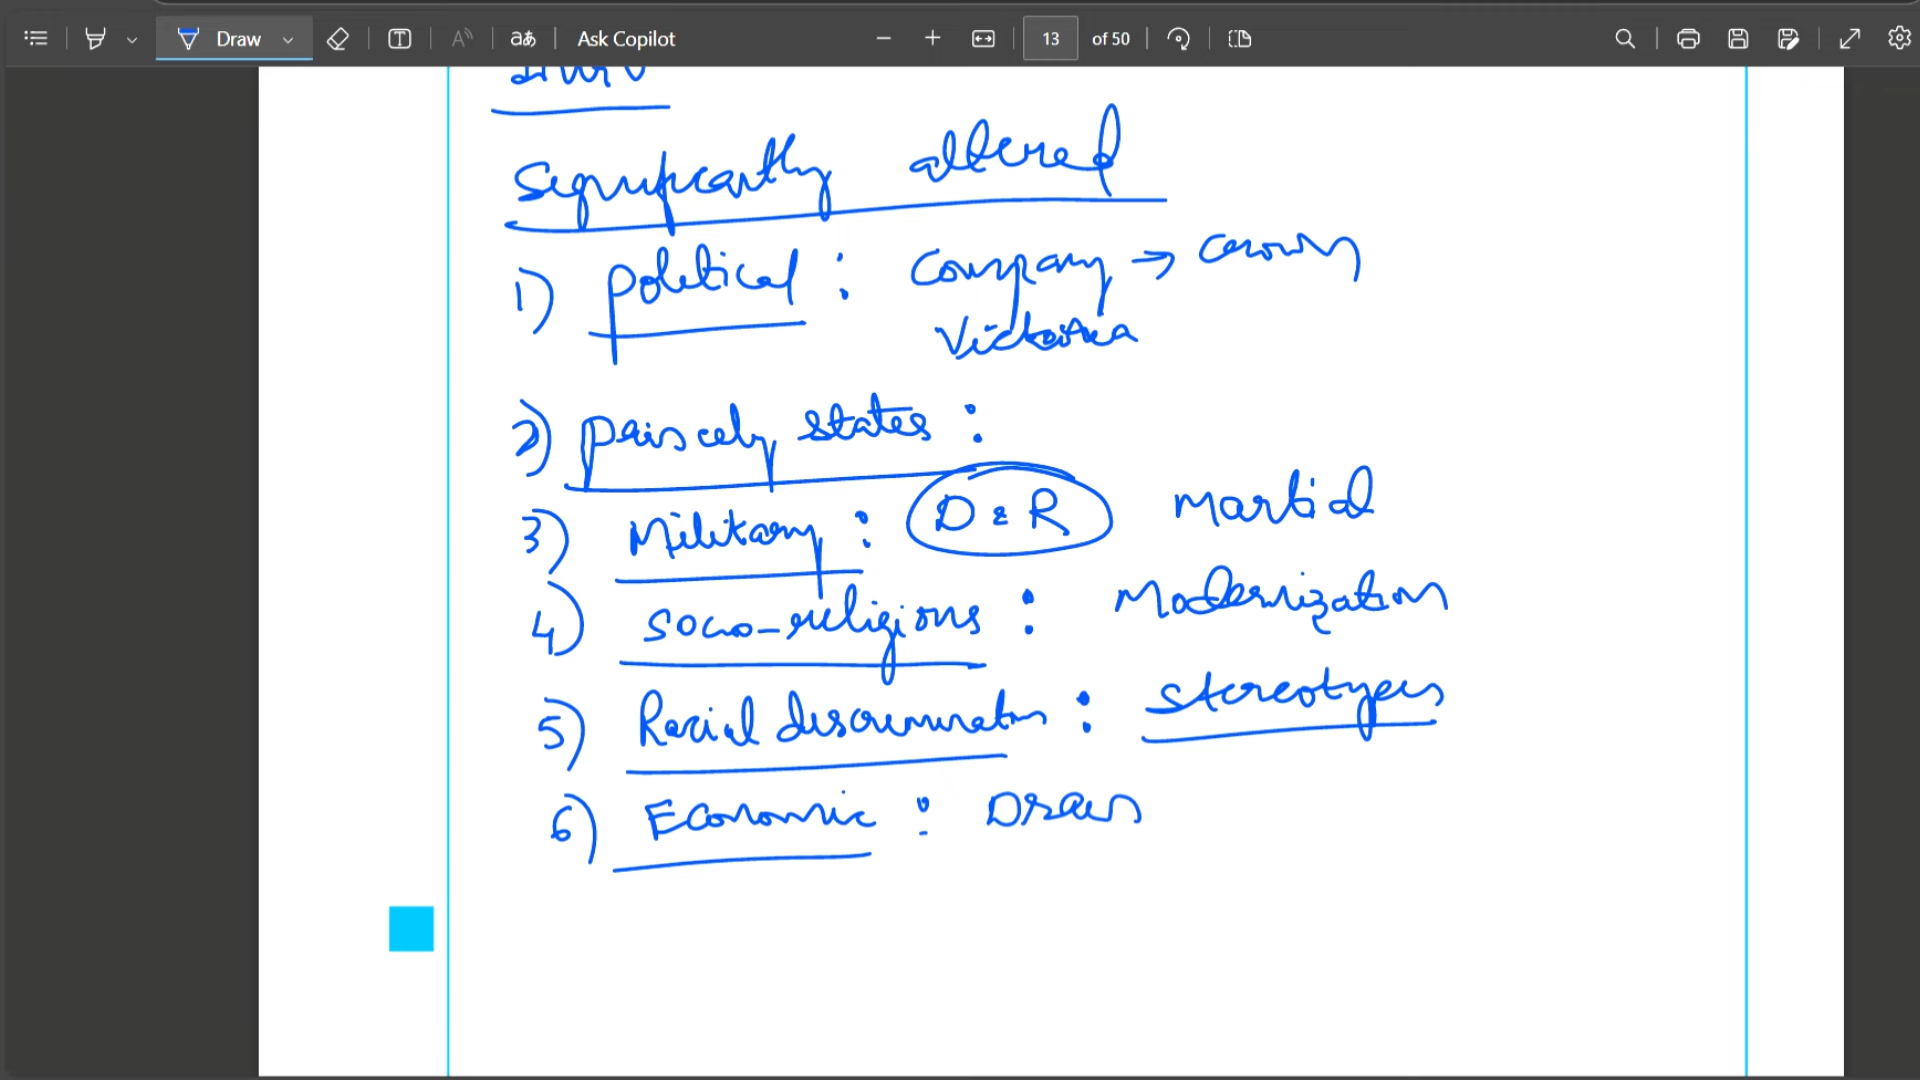 Draw
Ask Copilot
13 of 50
Significantly altered
1) Political : Company → Crown
Victoria
2) Princely states :
3) Military : D & R Martial
4) Socio-religious : Modernization
5) Racial discrimination : stereotypes
6) Economic : Drain